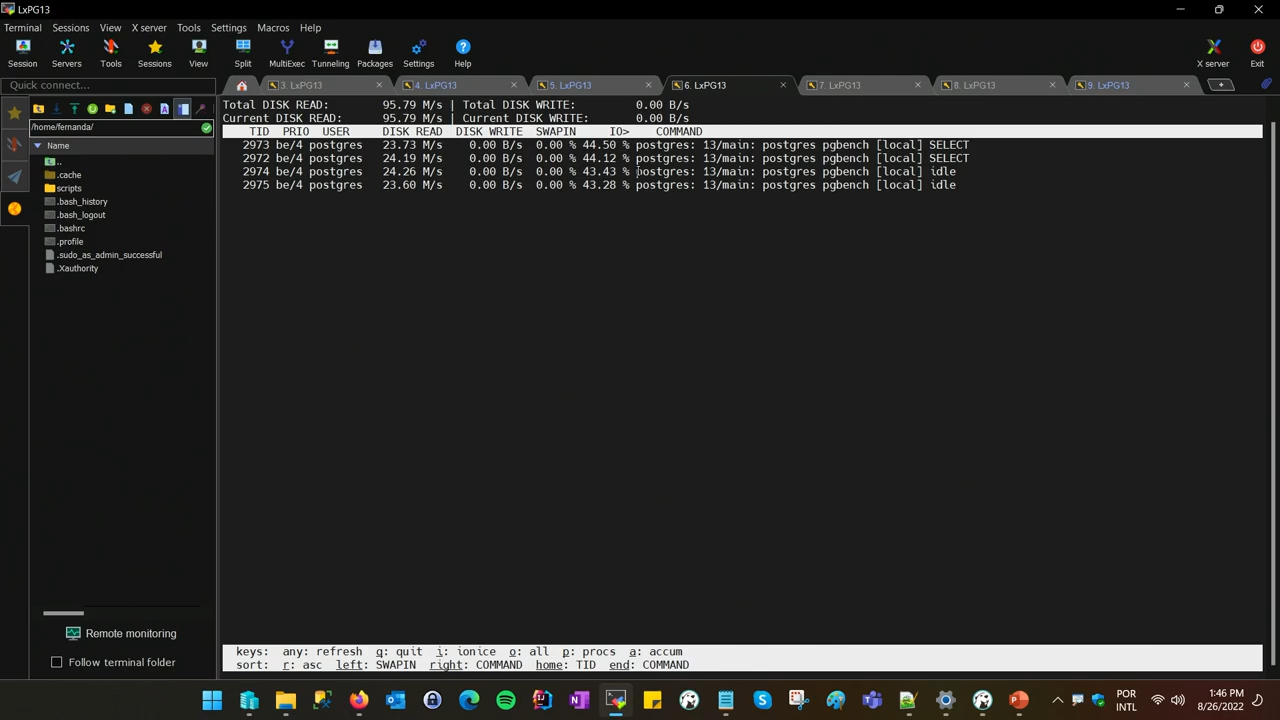 LxPG13
Terminal Sessions View X server Tools Settings Macros Help
Session Servers Tools Sessions View Split MultiExec Tunneling Packages Settings Help X server Exit
Quick connect...
3. LxPG13 4. LxPG13 5. LxPG13 6. LxPG13 7. LxPG13 8. LxPG13 9. LxPG13
/home/fernanda/
Name
..
.cache
scripts
.bash_history
.bash_logout
.bashrc
.profile
.sudo_as_admin_successful
.Xauthority
Remote monitoring
Follow terminal folder
Total DISK READ: 95.79 M/s | Total DISK WRITE: 0.00 B/s
Current DISK READ: 95.79 M/s | Current DISK WRITE: 0.00 B/s
TID PRIO USER DISK READ DISK WRITE SWAPIN IO> COMMAND
2973 be/4 postgres 23.73 M/s 0.00 B/s 0.00 % 44.50 % postgres: 13/main: postgres pgbench [local] SELECT
2972 be/4 postgres 24.19 M/s 0.00 B/s 0.00 % 44.12 % postgres: 13/main: postgres pgbench [local] SELECT
2974 be/4 postgres 24.26 M/s 0.00 B/s 0.00 % 43.43 % postgres: 13/main: postgres pgbench [local] idle
2975 be/4 postgres 23.60 M/s 0.00 B/s 0.00 % 43.28 % postgres: 13/main: postgres pgbench [local] idle
keys: any: refresh q: quit i: ionice o: all p: procs a: accum
sort: r: asc left: SWAPIN right: COMMAND home: TID end: COMMAND
POR
INTL
1:46 PM
8/26/2022